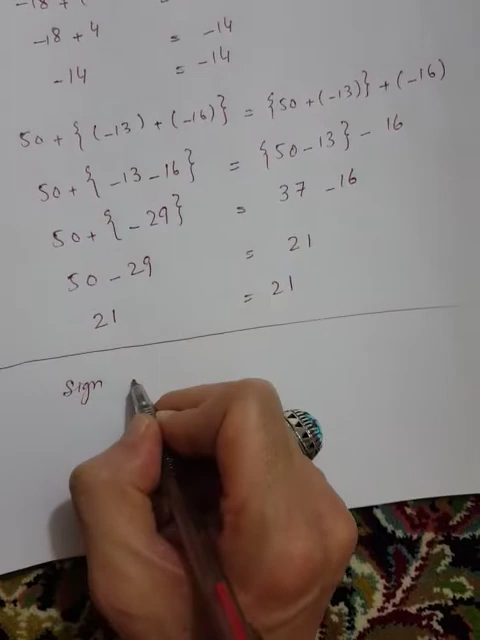 -18 + 4 = -14
-14 = -14
50 + {(-13) + (-16)} = {50 + (-13)} + (-16)
50 + {-13 - 16} = {50 - 13} - 16
50 + {-29} = 37 - 16
50 - 29 = 21
21 = 21
Sign